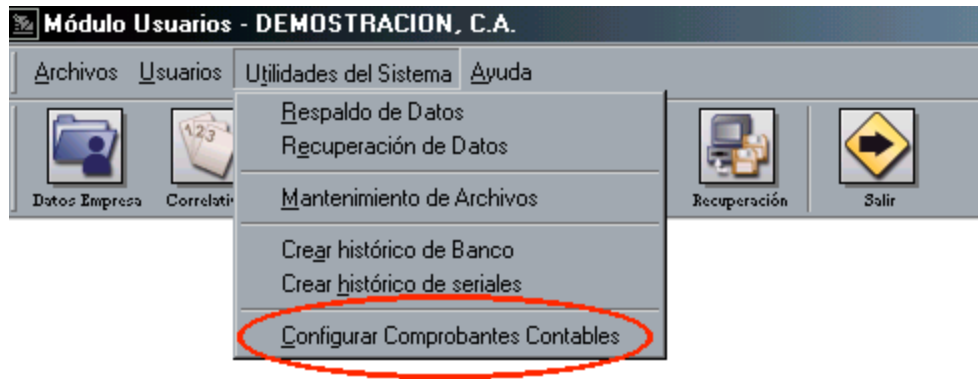 Módulo Usuarios - DEMOSTRACION, C.A.
Archivos Usuarios Utilidades del Sistema Ayuda
Respaldo de Datos
Recuperación de Datos
Mantenimiento de Archivos
Crear histórico de Banco
Crear histórico de seriales
Configurar Comprobantes Contables
Datos Empresa
Recuperación
Salir